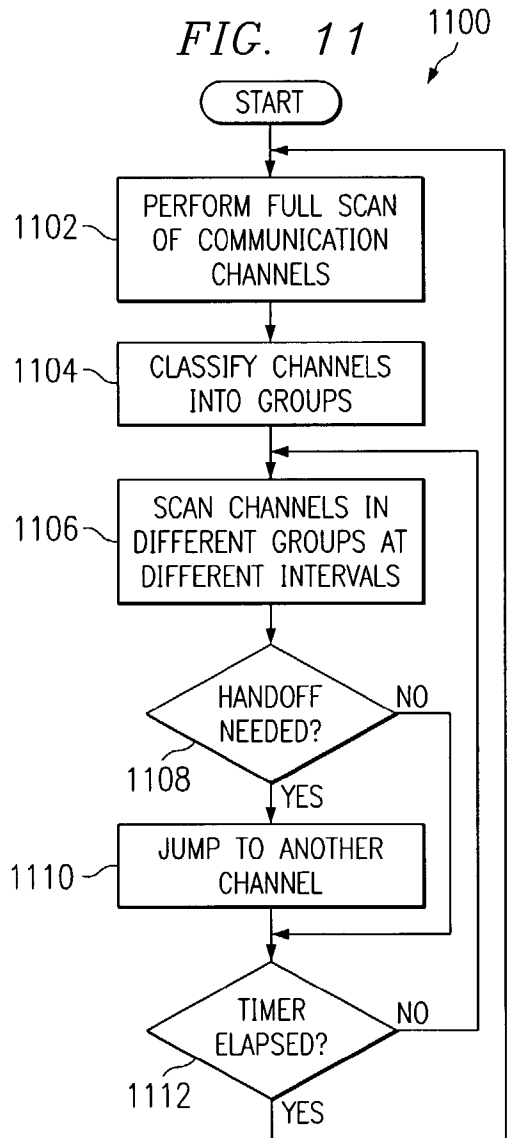 FIG. 11
1100
START
1102
PERFORM FULL SCAN
OF COMMUNICATION
CHANNELS
1104
CLASSIFY CHANNELS
INTO GROUPS
1106
SCAN CHANNELS IN
DIFFERENT GROUPS AT
DIFFERENT INTERVALS
HANDOFF
NEEDED?
NO
1108
YES
1110
JUMP TO ANOTHER
CHANNEL
TIMER
ELAPSED?
NO
1112
YES